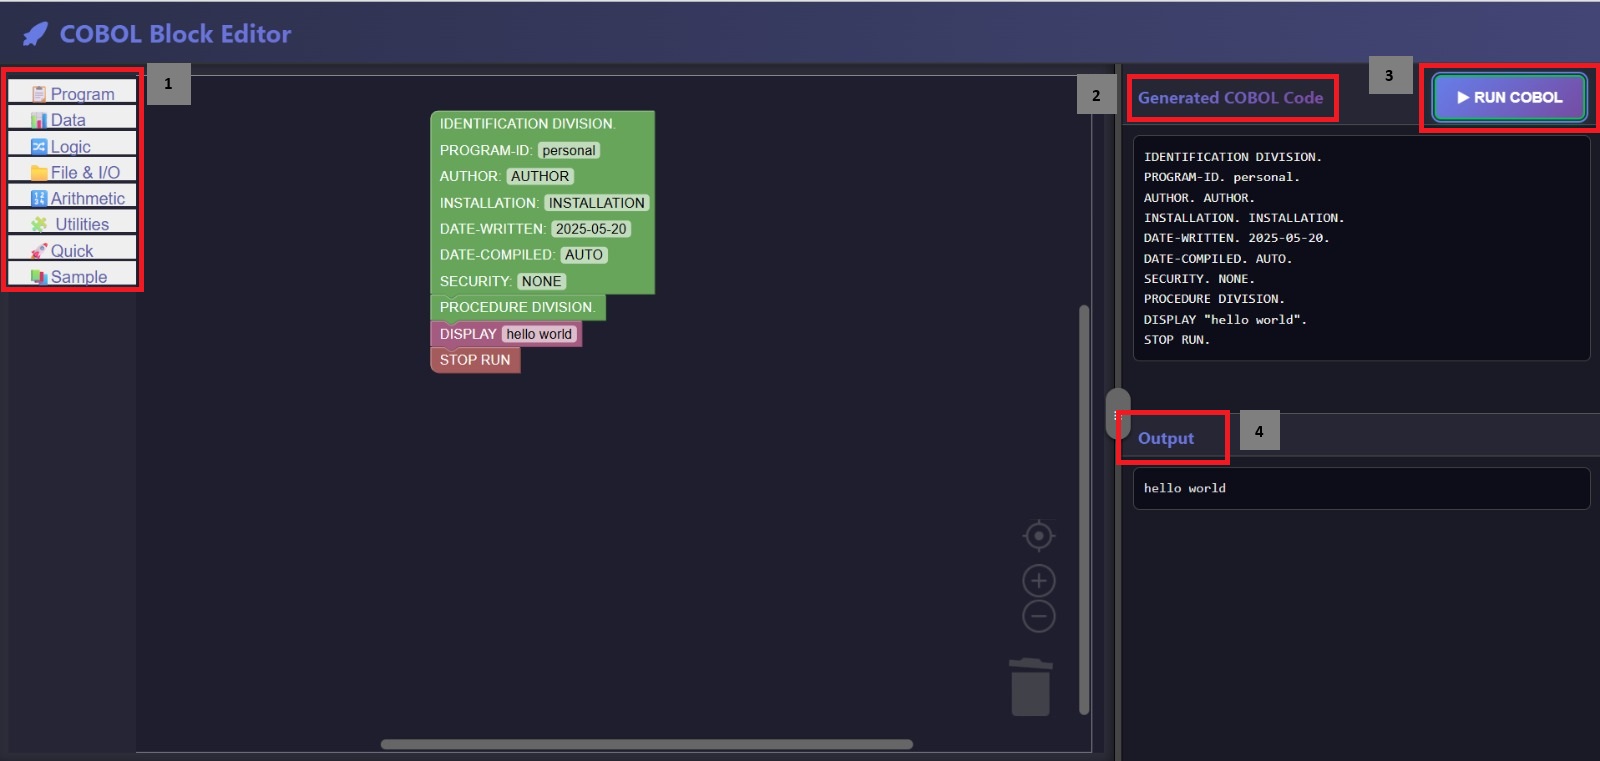 COBOL Block Editor
1
Program
Data
Logic
File & I/O
Arithmetic
Utilities
Quick
Sample
IDENTIFICATION DIVISION.
PROGRAM-ID: personal
AUTHOR: AUTHOR
INSTALLATION: INSTALLATION
DATE-WRITTEN: 2025-05-20
DATE-COMPILED: AUTO
SECURITY: NONE
PROCEDURE DIVISION.
DISPLAY hello world
STOP RUN
2
Generated COBOL Code
3
▶ RUN COBOL
IDENTIFICATION DIVISION.
PROGRAM-ID. personal.
AUTHOR. AUTHOR.
INSTALLATION. INSTALLATION.
DATE-WRITTEN. 2025-05-20.
DATE-COMPILED. AUTO.
SECURITY. NONE.
PROCEDURE DIVISION.
DISPLAY "hello world".
STOP RUN.
Output
4
hello world